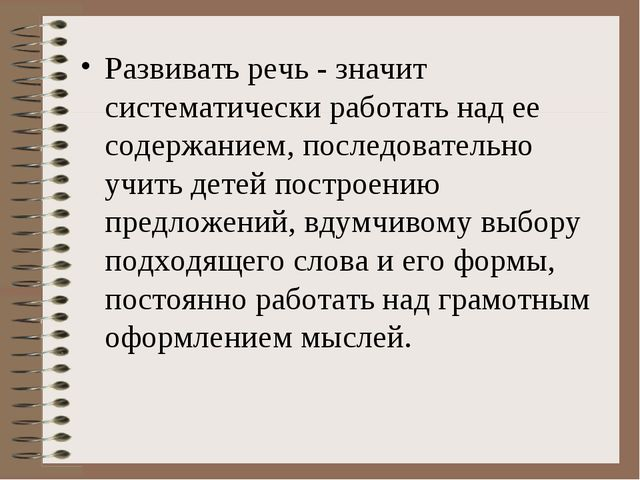 • Развивать речь - значит
систематически работать над ее
содержанием, последовательно
учить детей построению
предложений, вдумчивому выбору
подходящего слова и его формы,
постоянно работать над грамотным
оформлением мыслей.